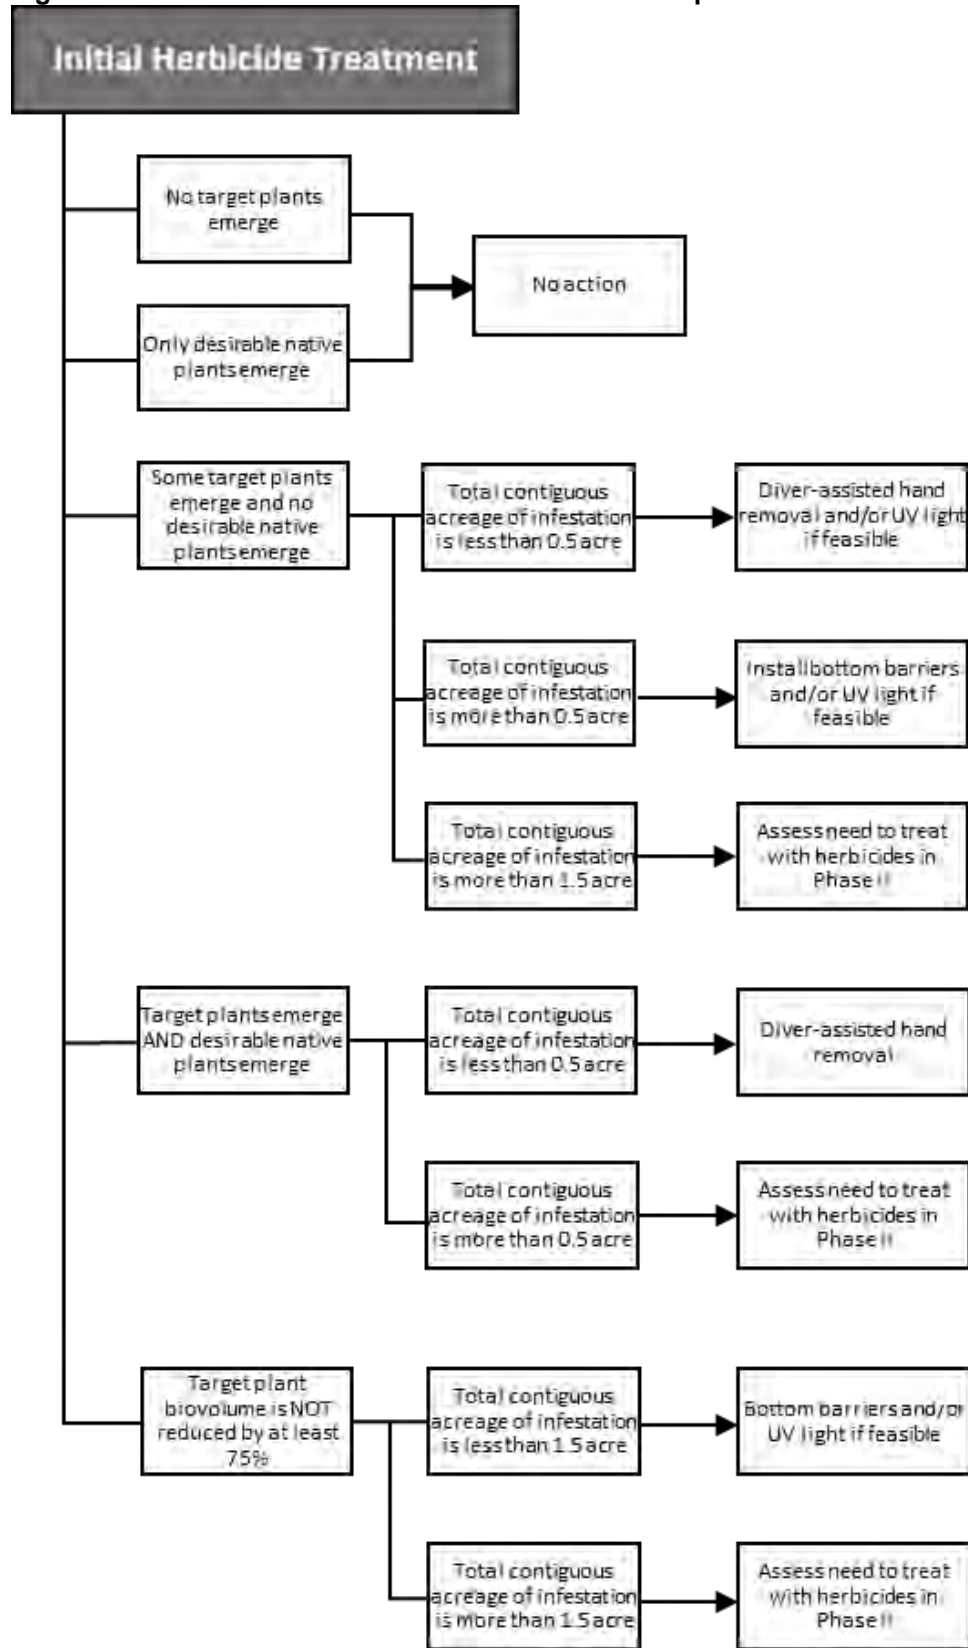 Initial Herbicide Treatment
No target plants
emerge
No action
Only desirable native
plants emerge
Some target plants
emerge and no
desirable native
plants emerge
Total contiguous
acreage of infestation
is less than 0.5 acre
Diver-assisted hand
removal and/or UV light
if feasible
Total contiguous
acreage of infestation
is more than 0.5 acre
Install bottom barriers
and/or UV light if
feasible
Total contiguous
acreage of infestation
is more than 1.5 acre
Assess need to treat
with herbicides in
Phase II
Target plants emerge
AND desirable native
plants emerge
Total contiguous
acreage of infestation
is less than 0.5 acre
Diver-assisted hand
removal
Total contiguous
acreage of infestation
is more than 0.5 acre
Assess need to treat
with herbicides in
Phase II
Target plant
biovolume is NOT
reduced by at least
75%
Total contiguous
acreage of infestation
is less than 1.5 acre
Bottom barriers and/or
UV light if feasible
Total contiguous
acreage of infestation
is more than 1.5 acre
Assess need to treat
with herbicides in
Phase II